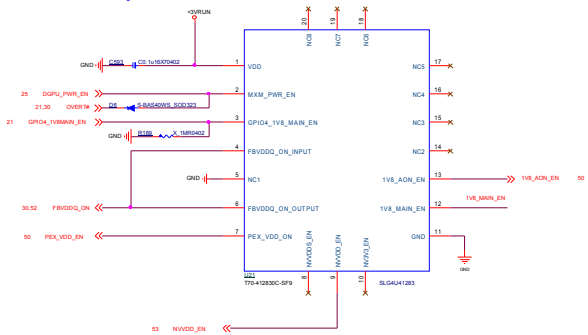 +3VRUN
20 19 18
NC8 NC7 NC6
GND C593 C0.1u16X70402 1 VDD NC5 17
25 DGPU_PWR_EN 2 MXM_PWR_EN NC4 16
21,30 OVERT# D6 S-BAS40WS_SOD323
21 GPIO4_1V8MAIN_EN 3 GPIO4_1V8_MAIN_EN NC3 15
GND R189 X_1MR0402
4 FBVDDQ_ON_INPUT NC2 14
GND 5 NC1 1V8_AON_EN 13 1V8_AON_EN 50
1V8_MAIN_EN
30,52 FBVDDQ_ON 6 FBVDDQ_ON_OUTPUT 1V8_MAIN_EN 12
50 PEX_VDD_EN 7 PEX_VDD_ON GND 11
NVVDDS_EN NVVDD_EN NV3V3_EN
GND
U21 8 9 10
T70-412830C-SF9 SLG4U41283
53 NVVDD_EN